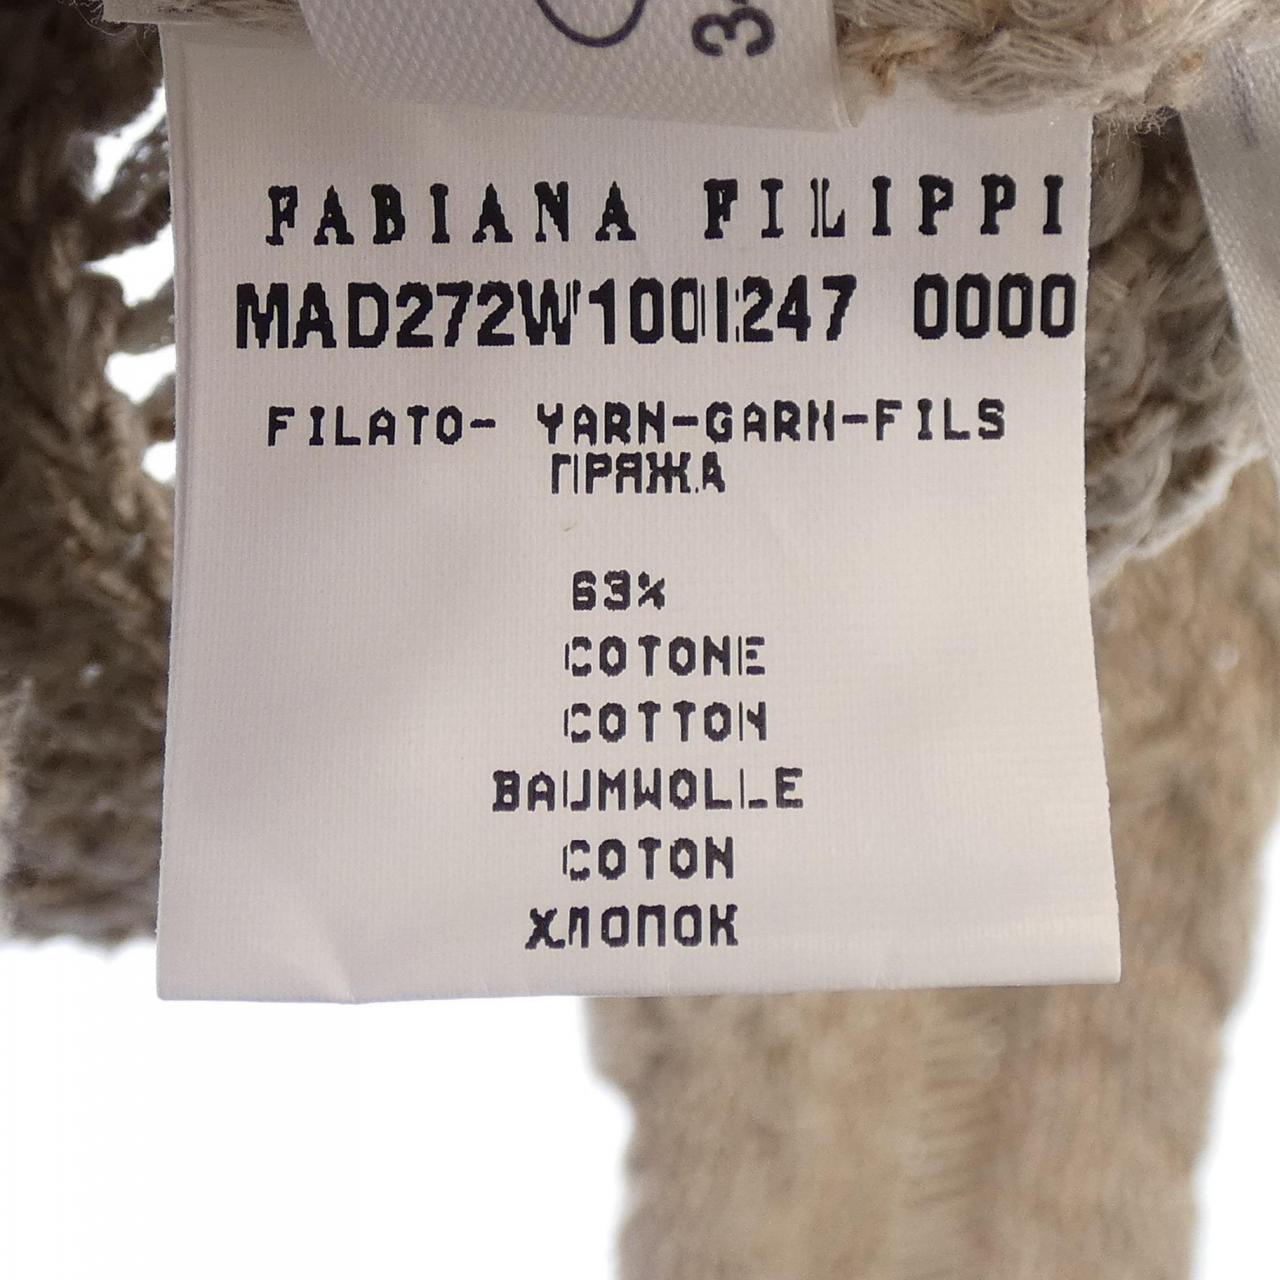 FABIANA FILIPPI
MAD272W100I247 0000
FILATO- YARN-GARN-FILS
ПРЯЖА
63%
COTONE
COTTON
BAUMWOLLE
COTON
ХЛОПОК